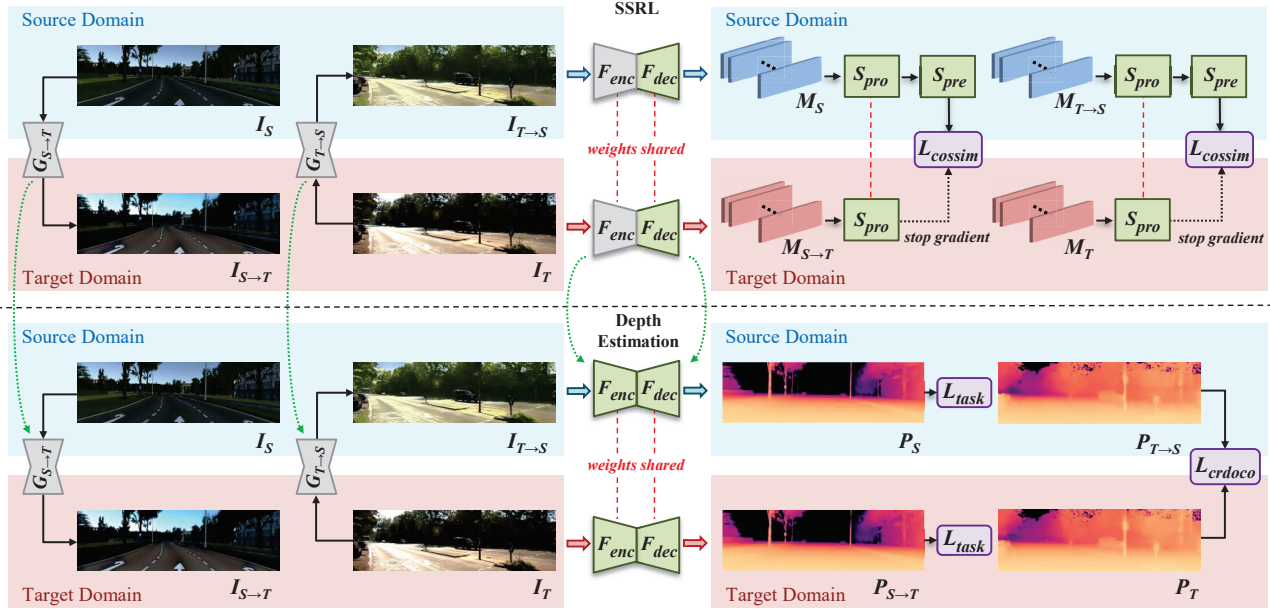 SSRL
Source Domain
Source Domain
I_S
I_{T→S}
G_{S→T}
G_{T→S}
F_enc
F_dec
M_S
S_pro
S_pre
M_{T→S}
S_pro
S_pre
L_cossim
L_cossim
weights shared
Target Domain
I_{S→T}
I_T
F_enc
F_dec
Target Domain
M_{S→T}
S_pro
stop gradient
M_T
S_pro
stop gradient
Depth
Estimation
Source Domain
Source Domain
I_S
I_{T→S}
G_{S→T}
G_{T→S}
F_enc
F_dec
P_S
L_task
P_{T→S}
L_crdoco
weights shared
Target Domain
I_{S→T}
I_T
F_enc
F_dec
Target Domain
P_{S→T}
L_task
P_T